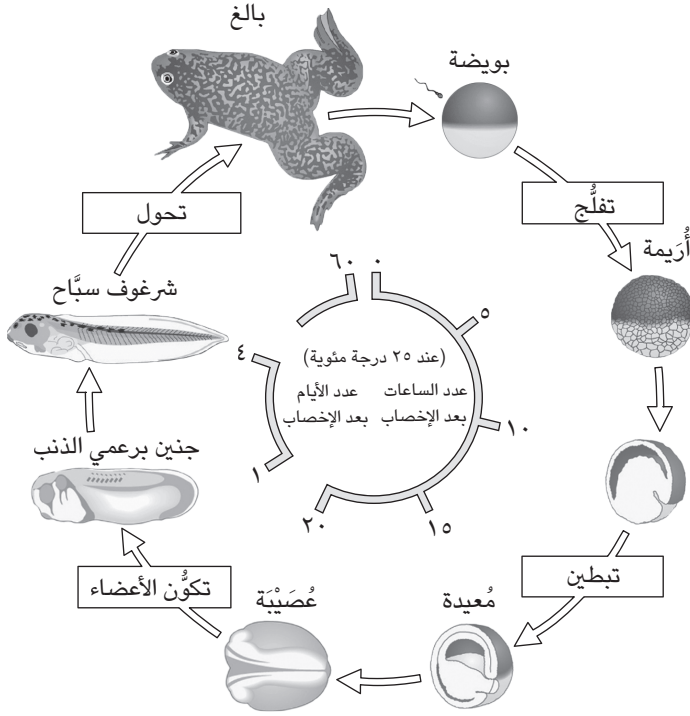 بالغ
بويضة
تفلُّج
أُرَيمة
تبطين
مُعيدة
عُصَيْبَة
تكوُّن الأعضاء
جنين برعمي الذنب
شرغوف سبَّاح
تحول
٠
٥
١٠
١٥
٢٠
١
٤
٦٠
(عند ٢٥ درجة مئوية)
عدد الساعات
بعد الإخصاب
عدد الأيام
بعد الإخصاب